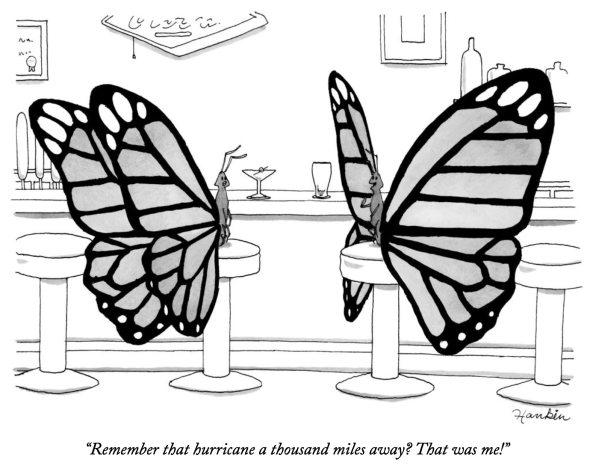 Hankin
“Remember that hurricane a thousand miles away? That was me!”